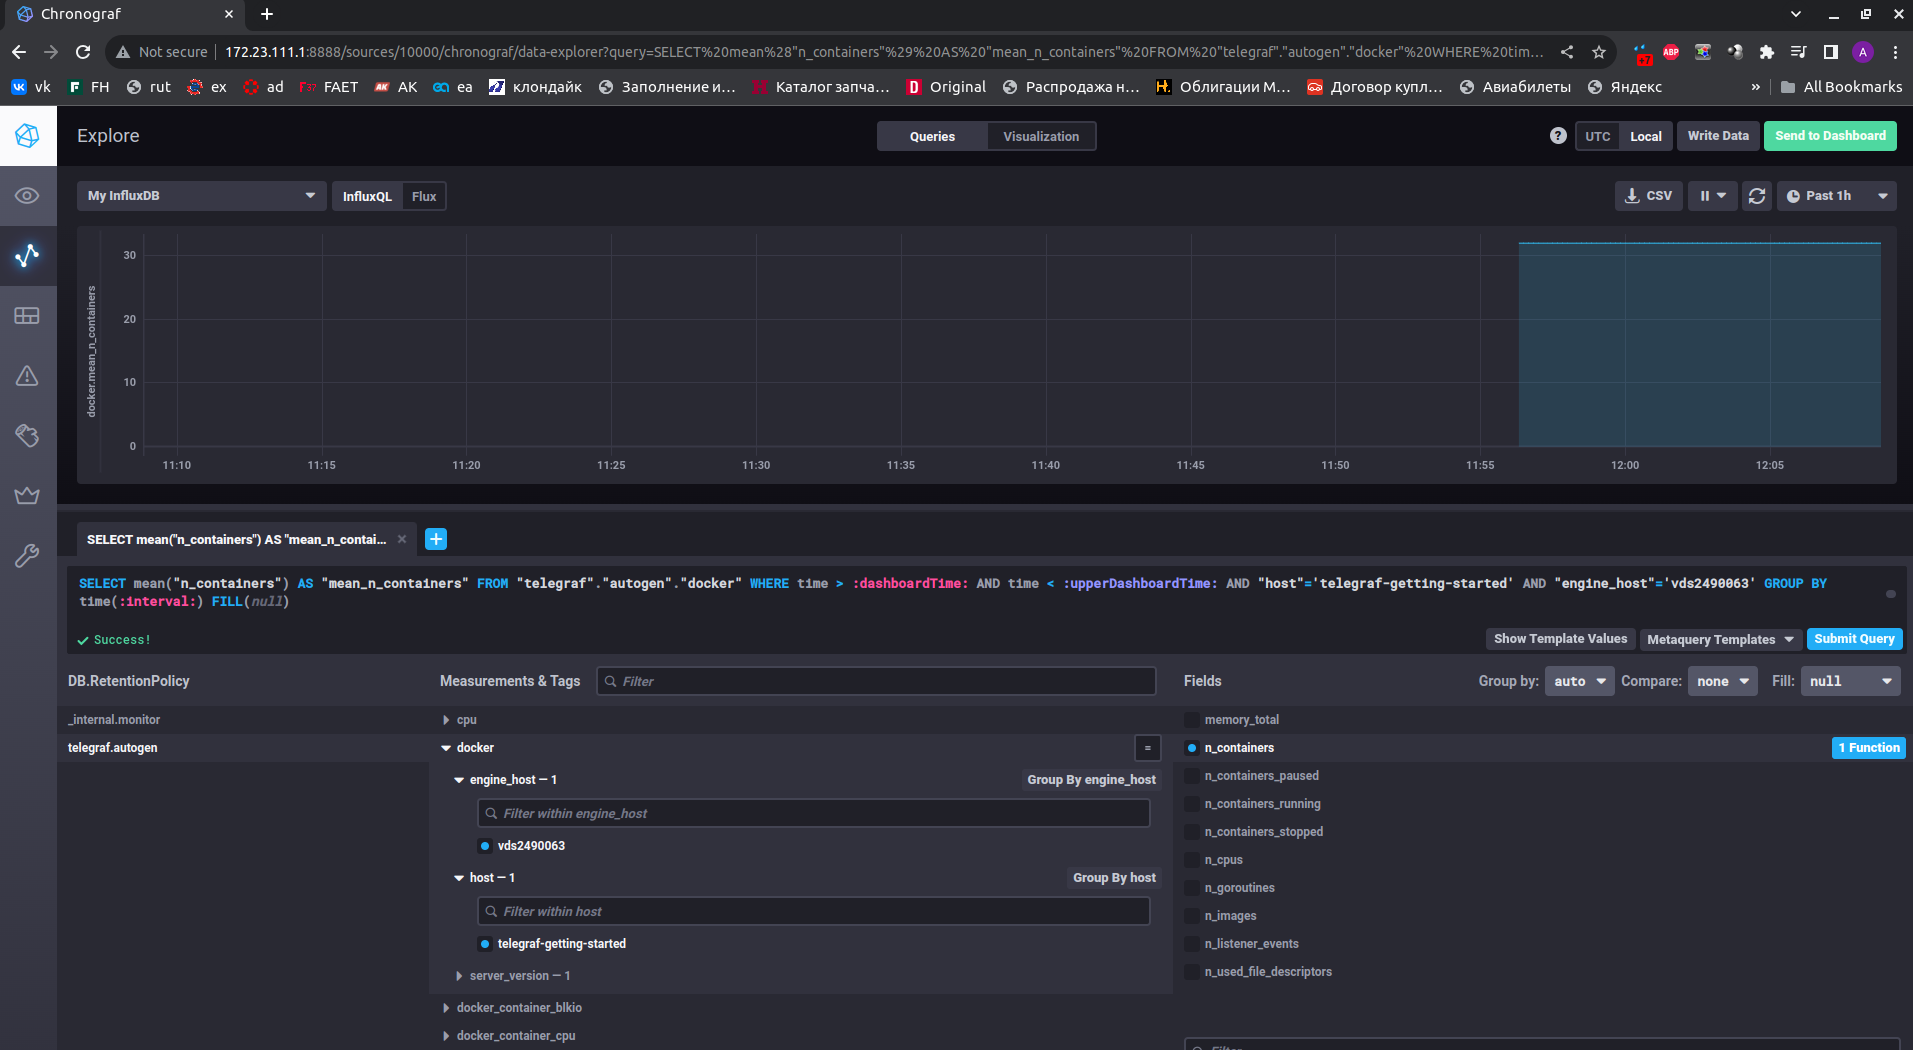 Chronograf
Not secure 172.23.111.1:8888/sources/10000/chronograf/data-explorer?query=SELECT%20mean%28"n_containers"%29%20AS%20"mean_n_containers"%20FROM%20"telegraf"."autogen"."docker"%20WHERE%20tim...
+7 ABP A
vk FH rut ex ad FAET AK ea клондайк Заполнение и... Каталог запча... Original Распродажа н... Облигации М... Договор купл... Авиабилеты Яндекс » All Bookmarks
Explore Queries Visualization ? UTC Local Write Data Send to Dashboard
My InfluxDB InfluxQL Flux CSV Past 1h
docker.mean_n_containers
30
20
10
0
11:10 11:15 11:20 11:25 11:30 11:35 11:40 11:45 11:50 11:55 12:00 12:05
SELECT mean("n_containers") AS "mean_n_contai...
SELECT mean("n_containers") AS "mean_n_containers" FROM "telegraf"."autogen"."docker" WHERE time > :dashboardTime: AND time < :upperDashboardTime: AND "host"='telegraf-getting-started' AND "engine_host"='vds2490063' GROUP BY
time(:interval:) FILL(null)
Success! Show Template Values Metaquery Templates Submit Query
DB.RetentionPolicy Measurements & Tags Filter Fields Group by: auto Compare: none Fill: null
_internal.monitor cpu memory_total
telegraf.autogen docker = n_containers 1 Function
engine_host — 1 Group By engine_host n_containers_paused
Filter within engine_host n_containers_running
n_containers_stopped
vds2490063 n_cpus
host — 1 Group By host n_goroutines
Filter within host n_images
telegraf-getting-started n_listener_events
server_version — 1 n_used_file_descriptors
docker_container_blkio
docker_container_cpu
Filter